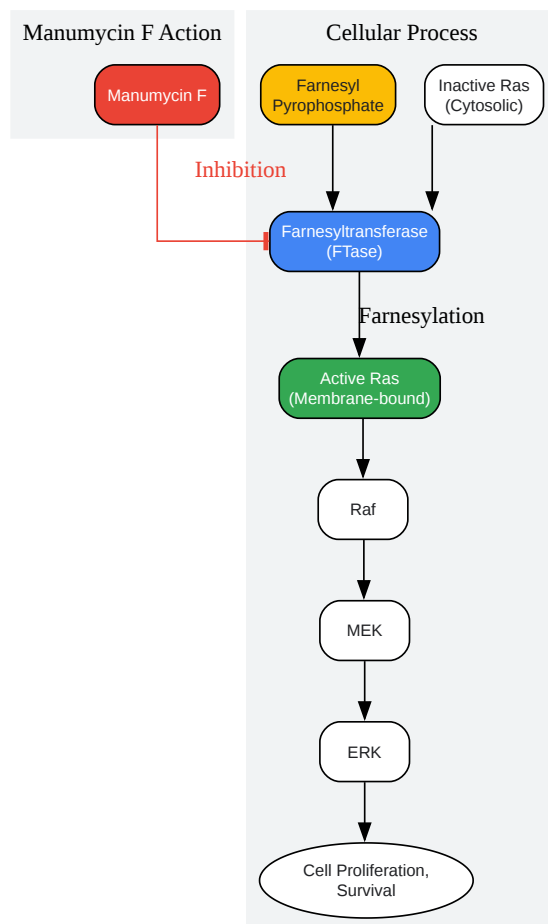 Manumycin F Action
Cellular Process
Manumycin F
Farnesyl
Pyrophosphate
Inactive Ras
(Cytosolic)
Inhibition
Farnesyltransferase
(FTase)
Farnesylation
Active Ras
(Membrane-bound)
Raf
MEK
ERK
Cell Proliferation,
Survival